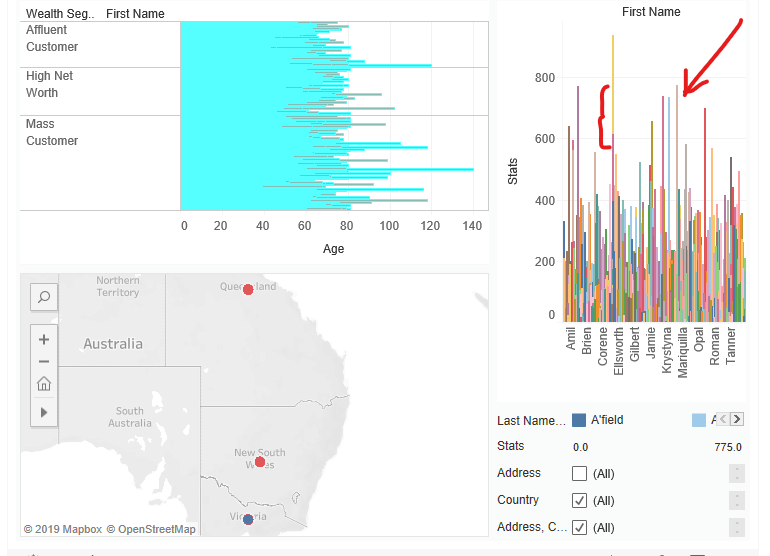 Wealth Seg.. First Name
Affluent
Customer
High Net
Worth
Mass
Customer
0 20 40 60 80 100 120 140
Age
First Name
Stats
800
600
400
200
0
Amil
Brien
Corene
Ellsworth
Gilbert
Jamie
Krystyna
Mariquilla
Opal
Roman
Tanner
Northern
Territory
Queensland
Australia
South
Australia
New South
Wales
Victoria
© 2019 Mapbox © OpenStreetMap
Last Name... A'field
Stats 0.0 775.0
Address (All)
Country (All)
Address, C... (All)